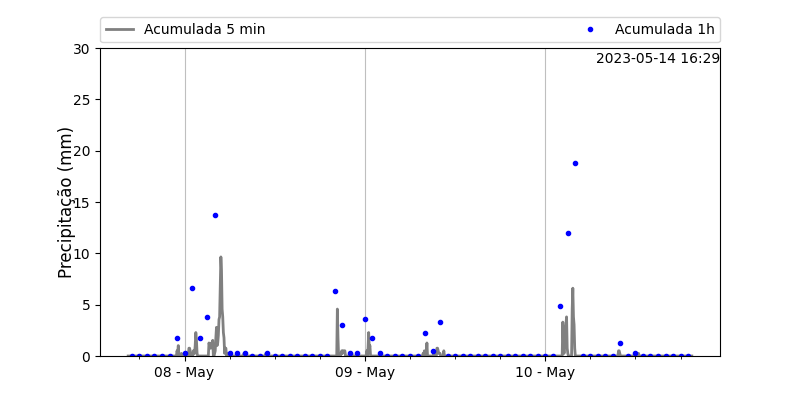 Acumulada 5 min
Acumulada 1h
2023-05-14 16:29
Precipitação (mm)
30
25
20
15
10
5
0
08 - May
09 - May
10 - May